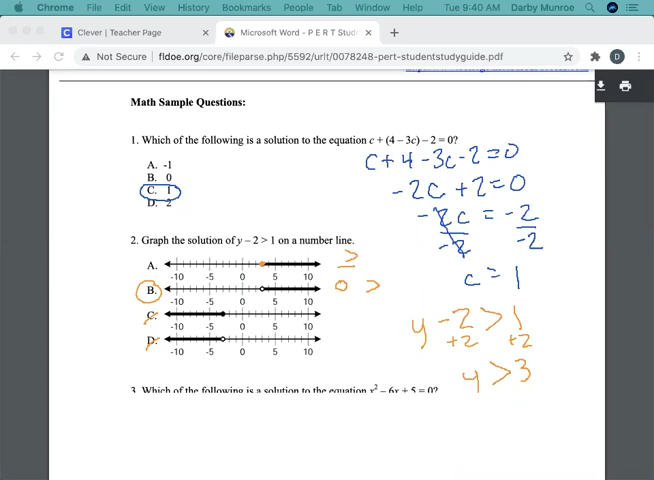 Chrome File Edit View History Bookmarks People Tab Window Help Tue 9:40 AM Darby Munroe
Clever | Teacher Page × Microsoft Word - P E R T Stud × +
Not Secure | fldoe.org/core/fileparse.php/5592/urlt/0078248-pert-studentstudyguide.pdf D
Math Sample Questions:
1. Which of the following is a solution to the equation c + (4 – 3c) – 2 = 0?
A. -1
B. 0
C. 1
D. 2
c + 4 - 3c - 2 = 0
-2c + 2 = 0
-2c = -2
-2 -2
c = 1
2. Graph the solution of y – 2 > 1 on a number line.
A.
-10 -5 0 5 10
B.
-10 -5 0 5 10
C.
-10 -5 0 5 10
D.
-10 -5 0 5 10
≥
0 >
y - 2 > 1
+2 +2
y > 3
3. Which of the following is a solution to the equation x² – 6x + 5 = 0?